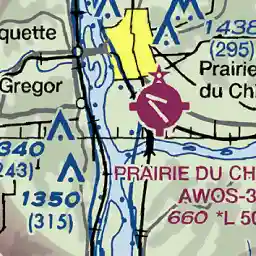 1438
(295)
quette
Prairie
du Ch
Gregor
340
243)
1350
(315)
PRAIRIE DU CH
AWOS-3
660 *L 50